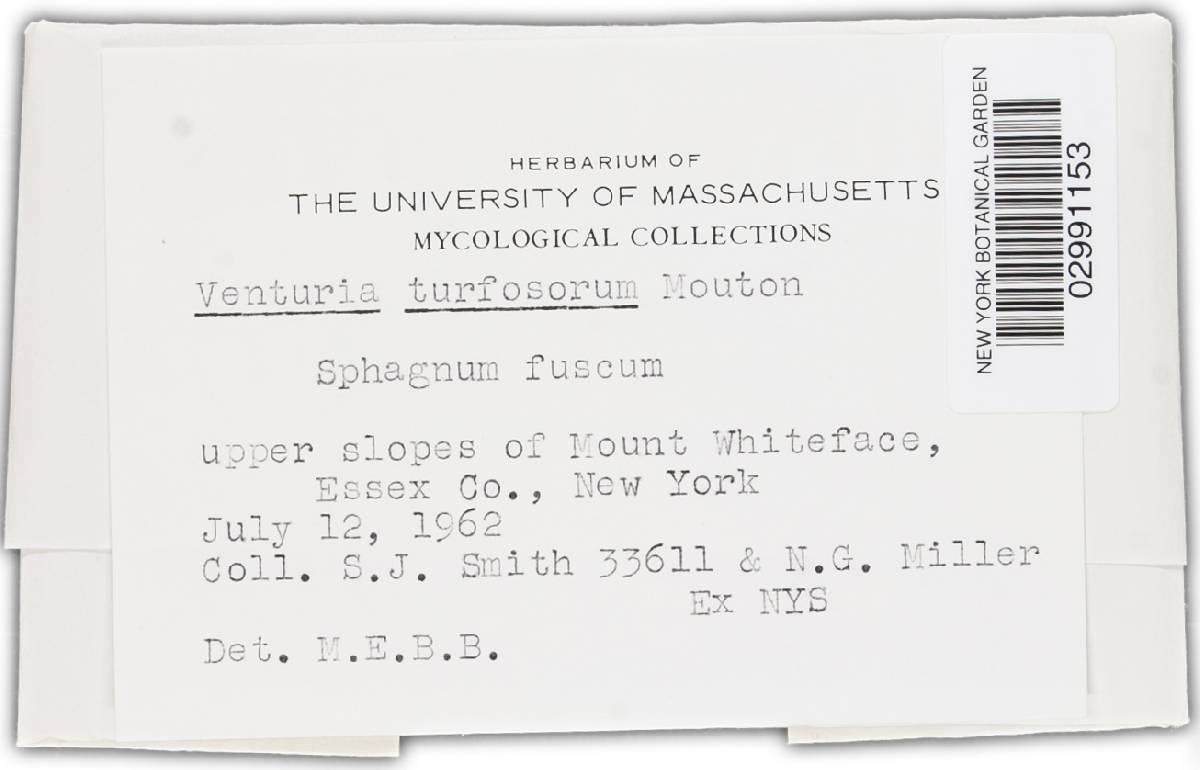 HERBARIUM OF
THE UNIVERSITY OF MASSACHUSETTS
MYCOLOGICAL COLLECTIONS
Venturia turfosorum Mouton
Sphagnum fuscum
upper slopes of Mount Whiteface,
Essex Co., New York
July 12, 1962
Coll. S.J. Smith 33611 & N.G. Miller
Ex NYS
Det. M.E.B.B.
NEW YORK BOTANICAL GARDEN
02991153